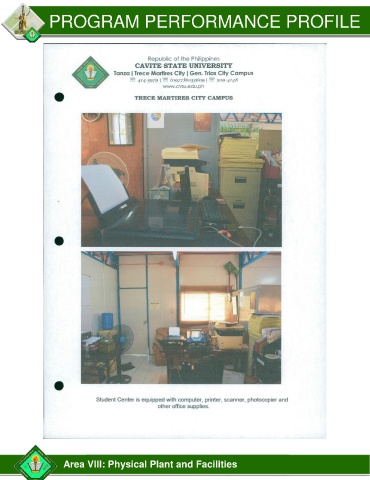 PROGRAM PERFORMANCE PROFILE
Republic of the Philippines
CAVITE STATE UNIVERSITY
Tanza | Trece Martires City | Gen. Trias City Campus
www.cvsu.edu.ph
TRECE MARTIRES CITY CAMPUS
Student Center is equipped with computer, printer, scanner, photocopier and
other office supplies.
Area VIII: Physical Plant and Facilities